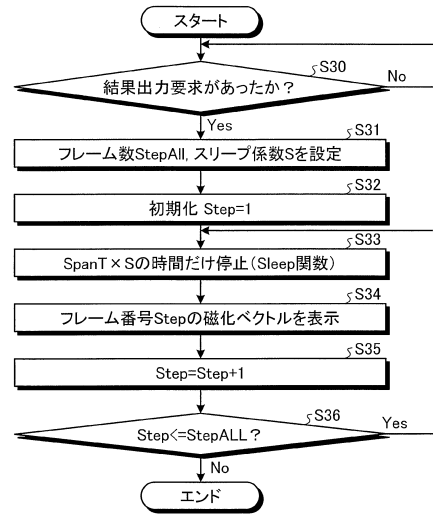 スタート
S30
結果出力要求があったか？
No
Yes
S31
フレーム数StepAll, スリープ係数Sを設定
S32
初期化 Step=1
S33
SpanT×Sの時間だけ停止(Sleep関数)
S34
フレーム番号Stepの磁化ベクトルを表示
S35
Step=Step+1
S36
Step<=StepALL？
Yes
No
エンド